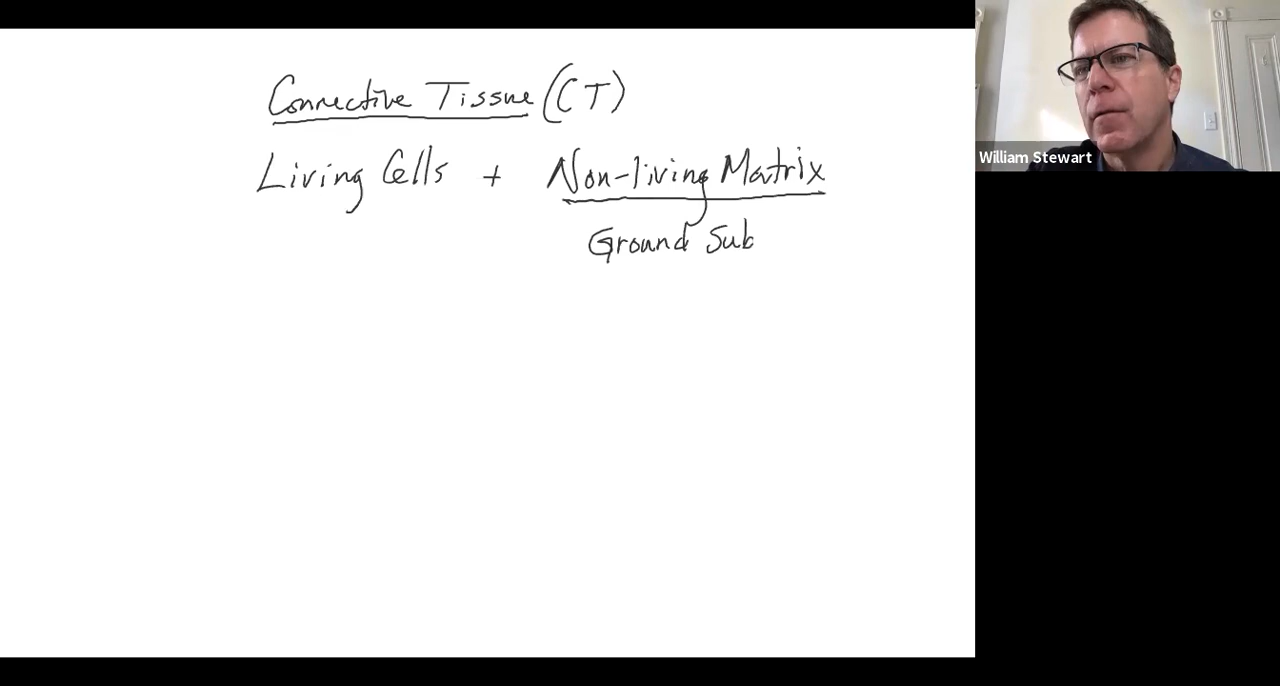 Connective Tissue (CT)
Living Cells + Non-living Matrix
Ground Sub
William Stewart